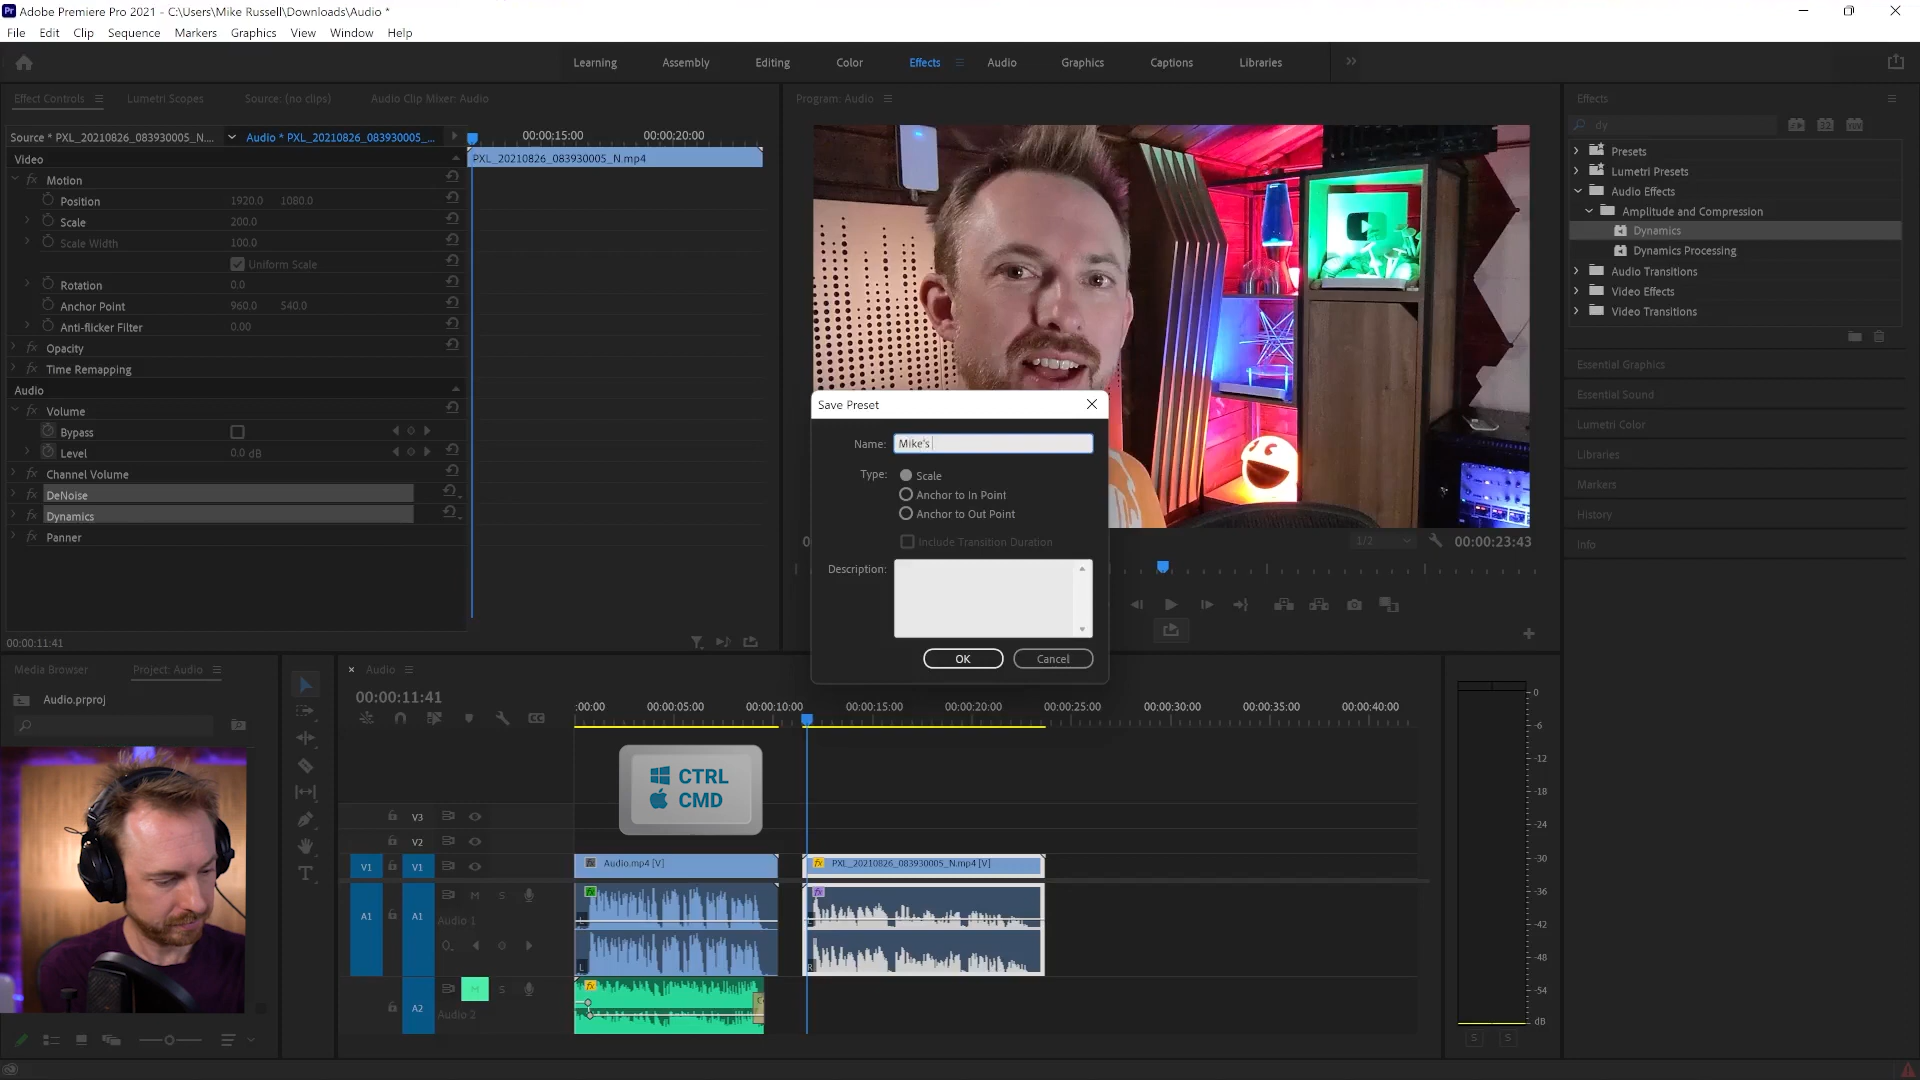 Adobe Premiere Pro 2021 - C:\Users\Mike Russell\Downloads\Audio *
File Edit Clip Sequence Markers Graphics View Window Help
Learning Assembly Editing Color Effects Audio Graphics Captions Libraries
Effect Controls Lumetri Scopes Source: (no clips) Audio Clip Mixer: Audio
Source * PXL_20210826_083930005_N.... Audio * PXL_20210826_083930005_...
00:00:15:00 00:00:20:00
Video
PXL_20210826_083930005_N.mp4
fx Motion
Position 1920.0 1080.0
Scale 200.0
Scale Width 100.0
Uniform Scale
Rotation 0.0
Anchor Point 960.0 540.0
Anti-flicker Filter 0.00
fx Opacity
fx Time Remapping
Audio
fx Volume
Bypass
Level 0.0 dB
Channel Volume
fx DeNoise
fx Dynamics
Panner
00:00:11:41
Program: Audio
1/2 00:00:23:43
Save Preset
Name: Mike's
Type: Scale
Anchor to In Point
Anchor to Out Point
Include Transition Duration
Description:
OK Cancel
Effects
dy
Presets
Lumetri Presets
Audio Effects
Amplitude and Compression
Dynamics
Dynamics Processing
Audio Transitions
Video Effects
Video Transitions
Essential Graphics
Essential Sound
Lumetri Color
Libraries
Markers
History
Info
Media Browser Project: Audio
Audio.prproj
Audio
00:00:11:41
:00:00 00:00:05:00 00:00:10:00 00:00:15:00 00:00:20:00 00:00:25:00 00:00:30:00 00:00:35:00 00:00:40:00
CTRL
CMD
V3
V2
V1 V1
Audio.mp4 [V] PXL_20210826_083930005_N.mp4 [V]
A1 A1 M S
Audio 1
L
R
A2 M S
Audio 2
0
-6
-12
-18
-24
-30
-36
-42
-48
-54
dB
S S